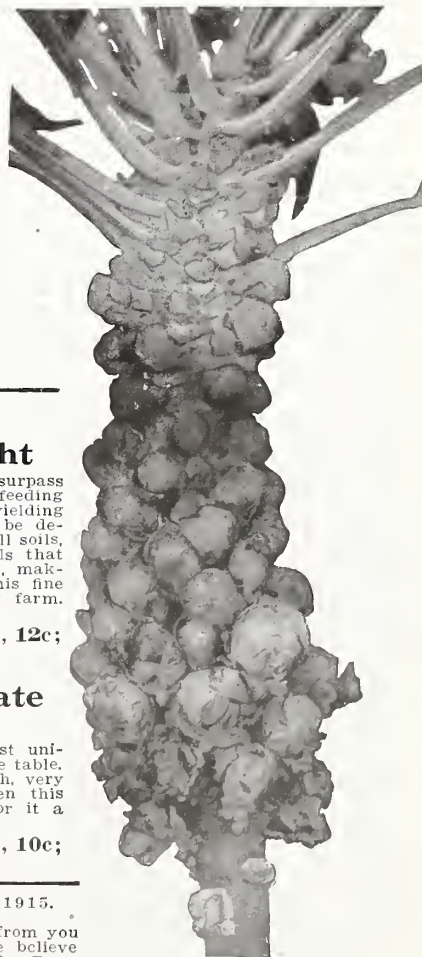 ht
surpass
feeding
yielding
be de-
ll soils,
ls that
, mak-
his fine
farm.
, 12c;
ate
st uni-
e table.
h, very
en this
or it a
, 10c;
1915.
from you
e believe